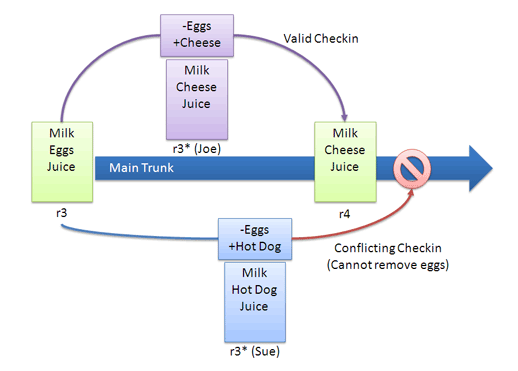 -Eggs
+Cheese
Valid Checkin
Milk
Cheese
Juice
r3* (Joe)
Milk
Eggs
Juice
r3
Main Trunk
Milk
Cheese
Juice
r4
-Eggs
+Hot Dog
Conflicting Checkin
(Cannot remove eggs)
Milk
Hot Dog
Juice
r3* (Sue)